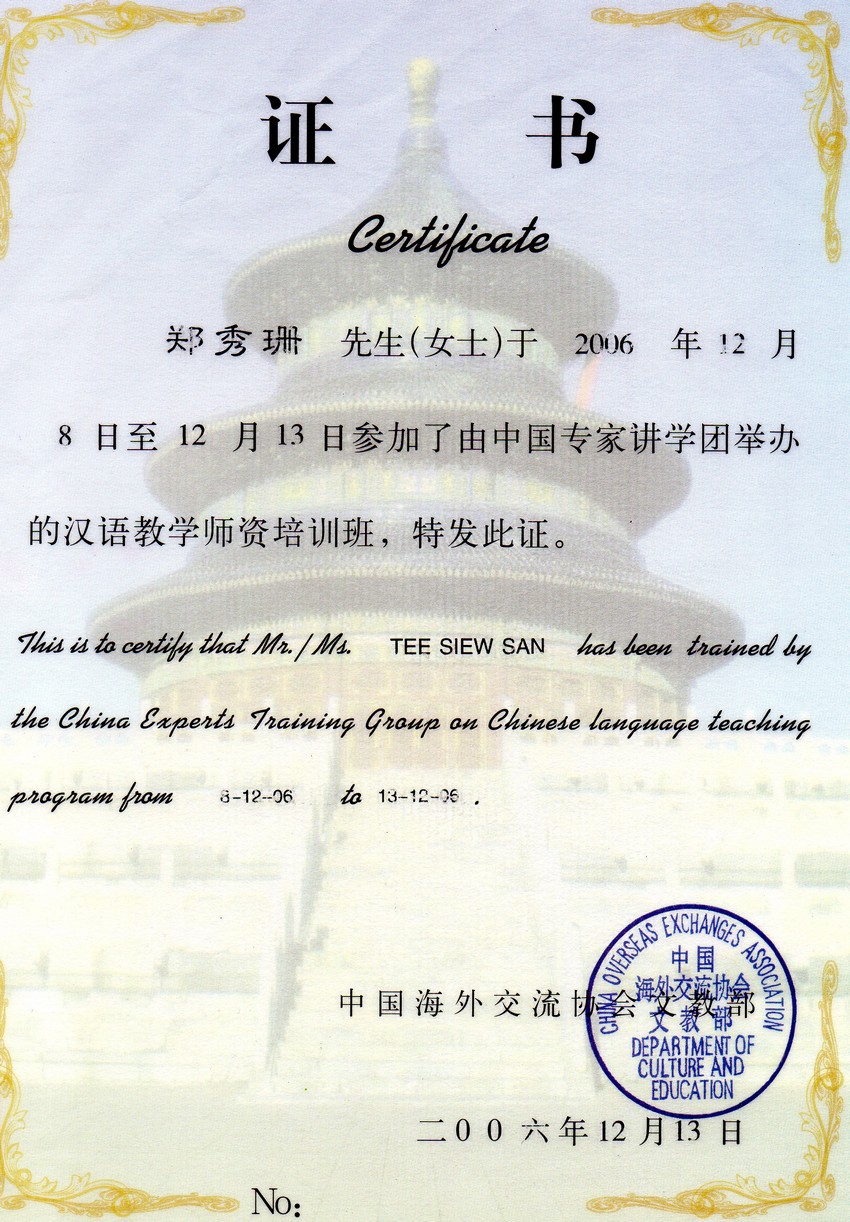 证 书
Certificate
郑秀珊 先生(女士)于 2006 年 12 月
8 日至 12 月 13 日参加了由中国专家讲学团举办
的汉语教学师资培训班，特发此证。
This is to certify that Mr./Ms. TEE SIEW SAN has been trained by
the China Experts Training Group on Chinese language teaching
program from 8-12-06 to 13-12-06 .
中国海外交流协会文教部
CHINA OVERSEAS EXCHANGES ASSOCIATION
中国
海外交流协会
文教部
DEPARTMENT OF
CULTURE AND
EDUCATION
二00六年12月13日
No: